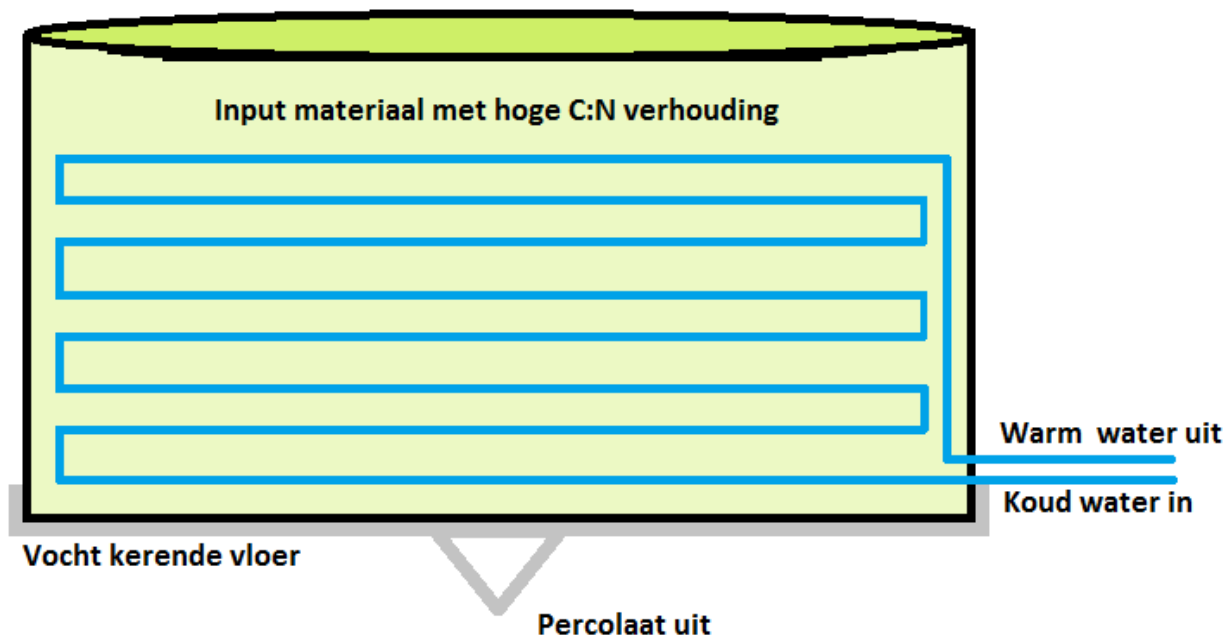 Input materiaal met hoge C:N verhouding
Warm water uit
Koud water in
Vocht kerende vloer
Percolaat uit